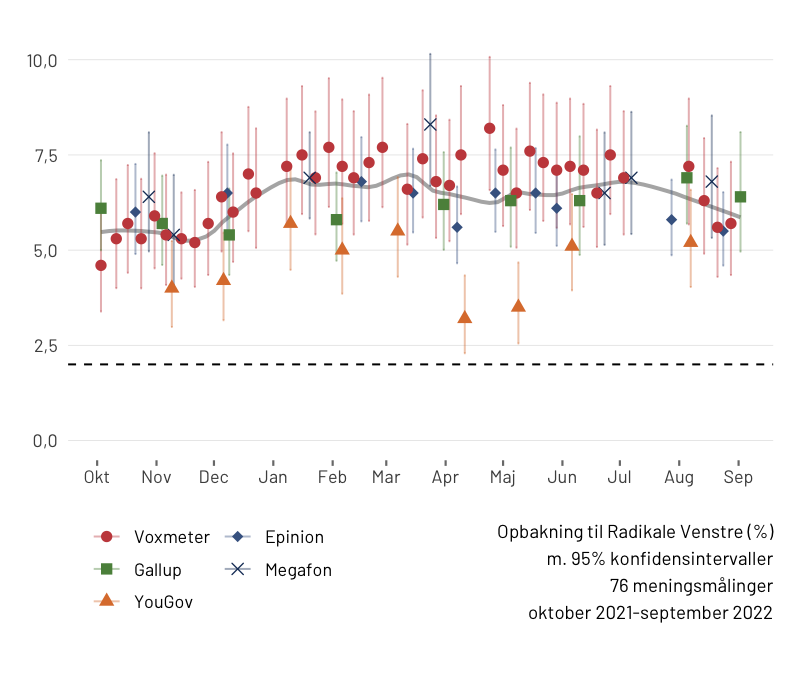 10,0
7,5
5,0
2,5
0,0
Okt Nov Dec Jan Feb Mar Apr Maj Jun Jul Aug Sep
Voxmeter Epinion
Gallup Megafon
YouGov
Opbakning til Radikale Venstre (%)
m. 95% konfidensintervaller
76 meningsmålinger
oktober 2021-september 2022